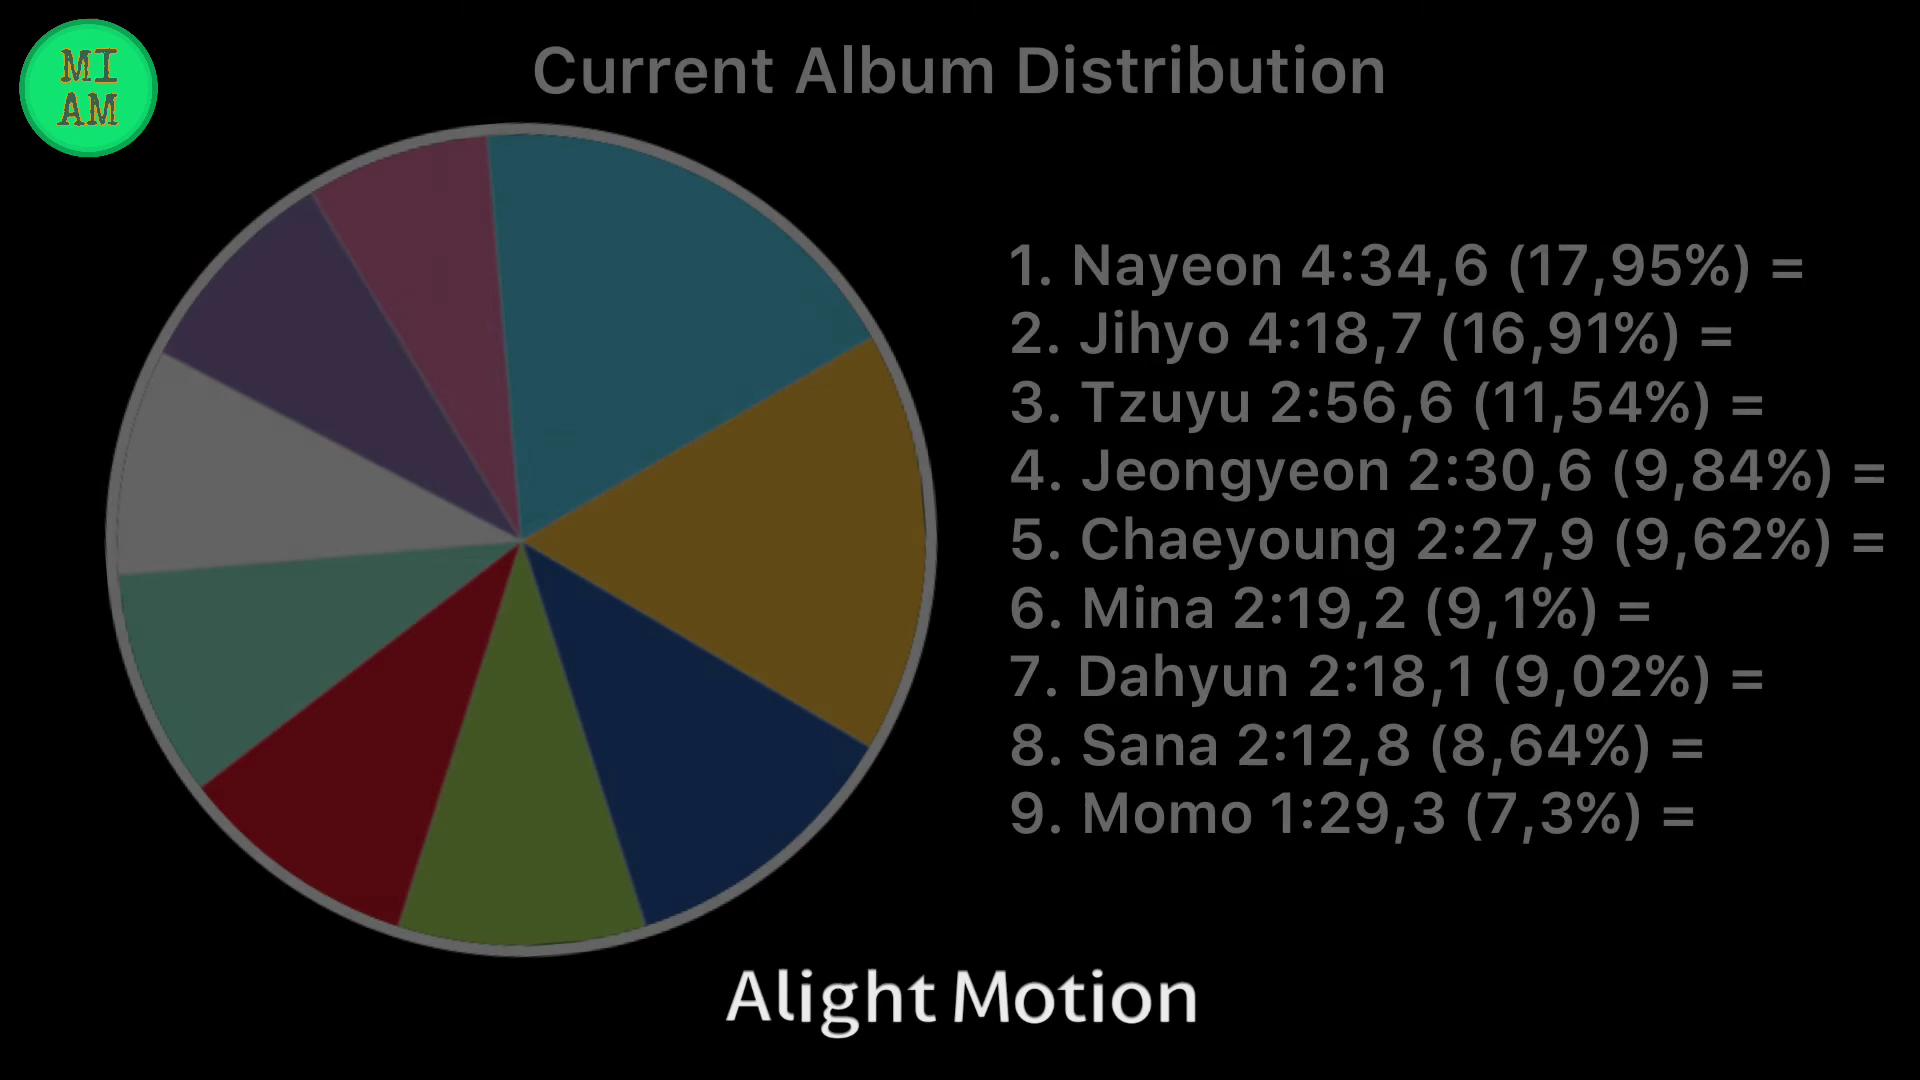 MI
AM
Current Album Distribution
1. Nayeon 4:34,6 (17,95%) =
2. Jihyo 4:18,7 (16,91%) =
3. Tzuyu 2:56,6 (11,54%) =
4. Jeongyeon 2:30,6 (9,84%) =
5. Chaeyoung 2:27,9 (9,62%) =
6. Mina 2:19,2 (9,1%) =
7. Dahyun 2:18,1 (9,02%) =
8. Sana 2:12,8 (8,64%) =
9. Momo 1:29,3 (7,3%) =
Alight Motion